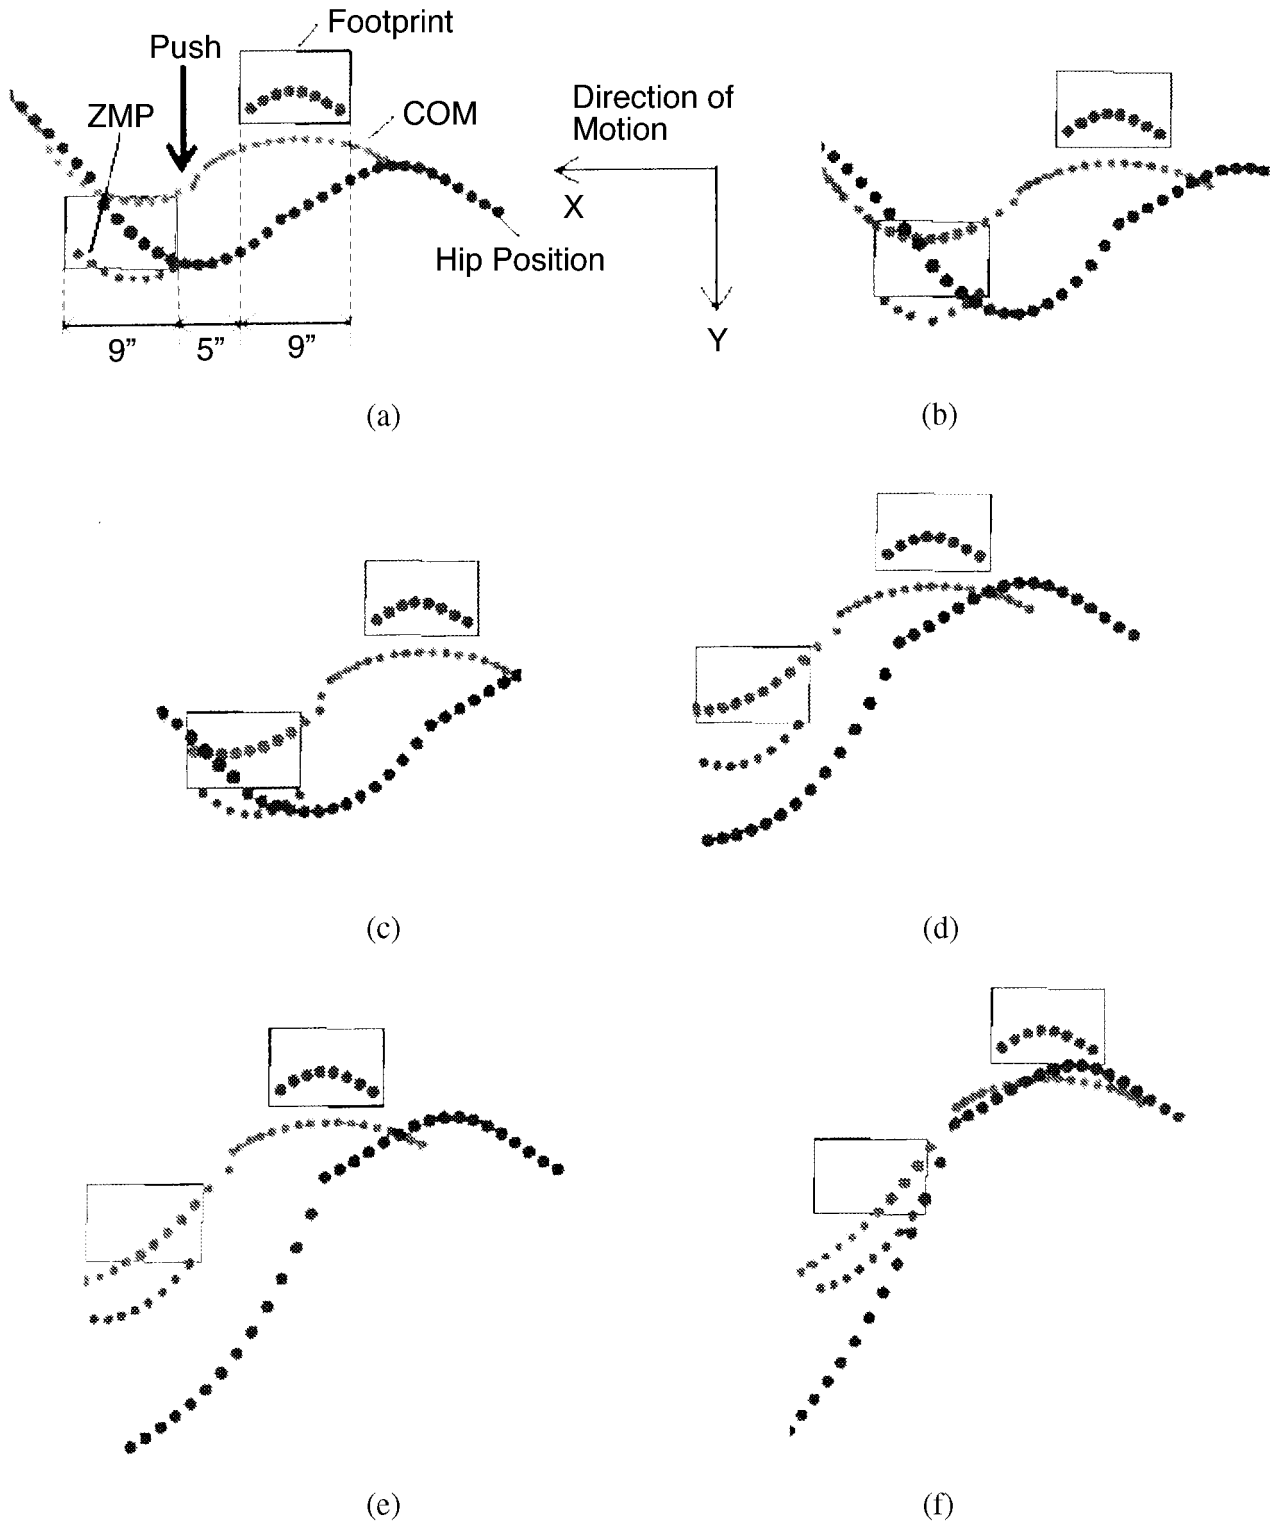 Footprint
Push
ZMP
COM
Direction of
Motion
X
Hip Position
Y
9”
5”
9”
(a)
(b)
(c)
(d)
(e)
(f)